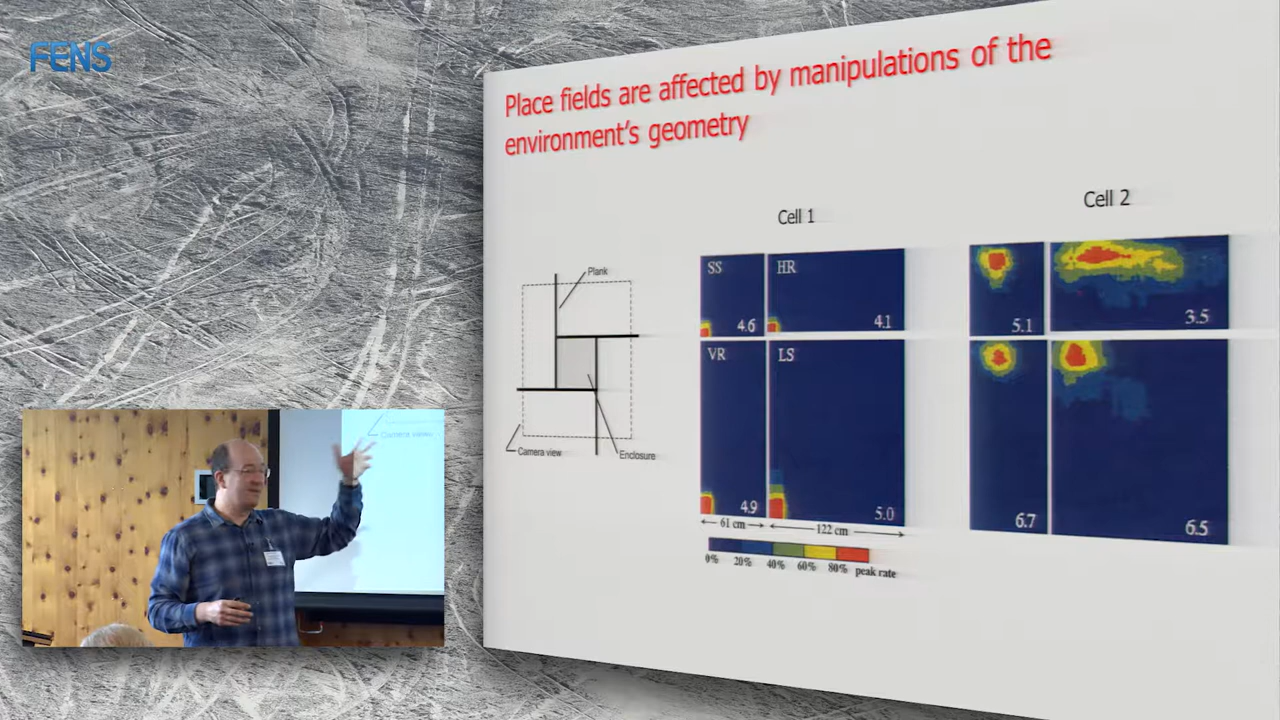 FENS
Place fields are affected by manipulations of the
environment's geometry
Cell 1
Cell 2
Plank
Camera view
Enclosure
SS
4.6
HR
4.1
VR
4.9
LS
5.0
61 cm
122 cm
0% 20% 40% 60% 80% peak rate
5.1
3.5
6.7
6.5
Camera view